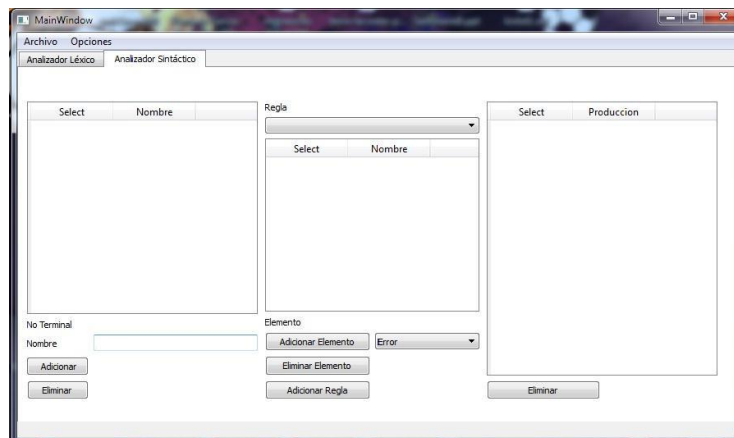 MainWindow
Archivo Opciones
Analizador Léxico Analizador Sintáctico
Select Nombre
No Terminal
Nombre
Adicionar
Eliminar
Regla
Select Nombre
Elemento
Adicionar Elemento Error
Eliminar Elemento
Adicionar Regla
Select Produccion
Eliminar